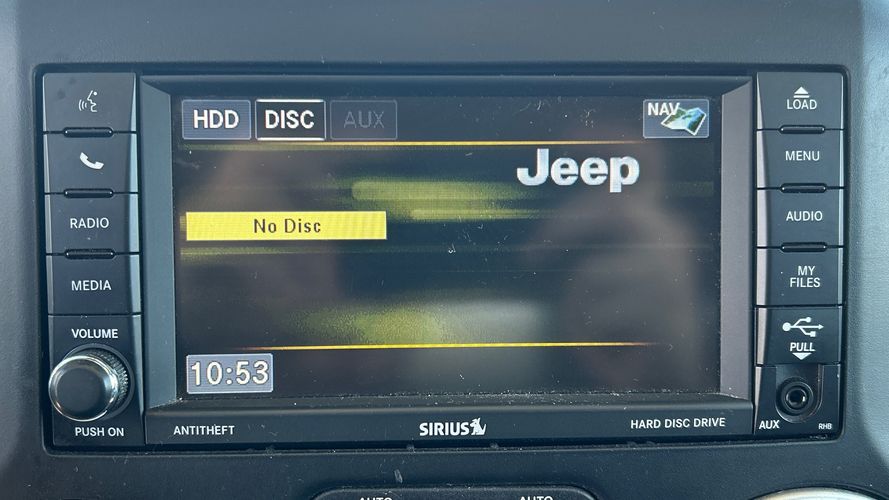 HDD DISC AUX NAV
Jeep
No Disc
10:53
RADIO
MEDIA
VOLUME
PUSH ON
LOAD
MENU
AUDIO
MY
FILES
PULL
AUX
RHB
ANTITHEFT
SIRIUS
HARD DISC DRIVE
AUTO
AUTO